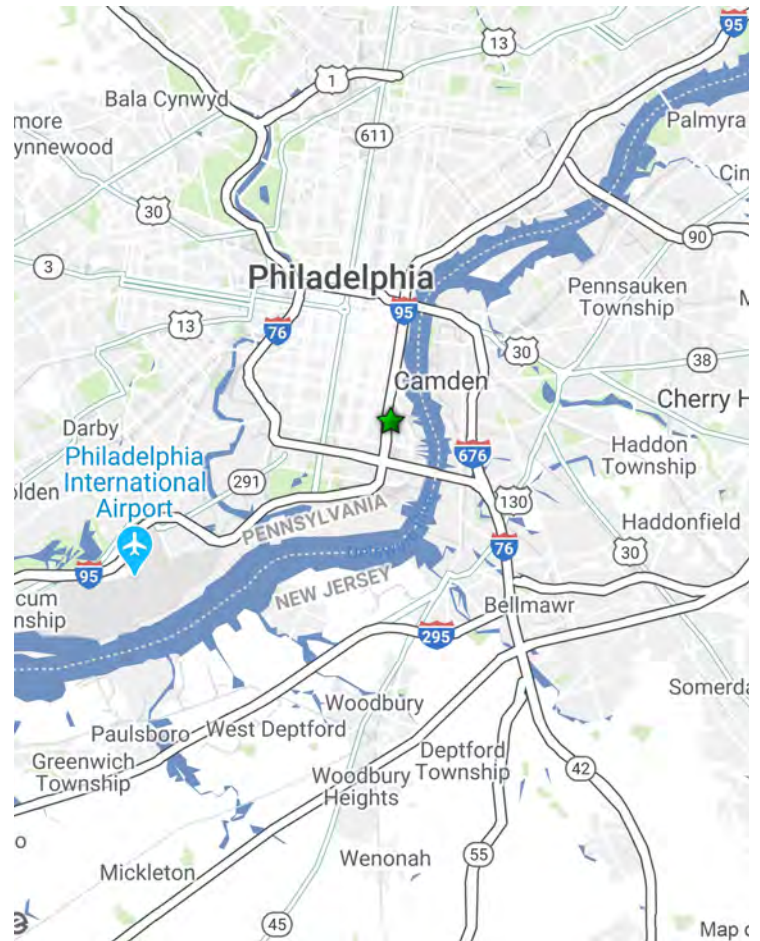 95
13
1
Bala Cynwyd
more
ynnewood
611
Palmyra
Cin
30
90
3
Philadelphia
Pennsauken
Township
M
95
13
76
30
38
Camden
Cherry H
Darby
Philadelphia
International
Airport
Haddon
Township
676
olden
291
130
PENNSYLVANIA
Haddonfield
30
76
95
NEW JERSEY
cum
nship
Bellmawr
295
Somerda
Woodbury
Paulsboro
West Deptford
Greenwich
Township
Deptford
Township
Woodbury
Heights
42
o
55
Wenonah
Mickleton
e
45
Map o